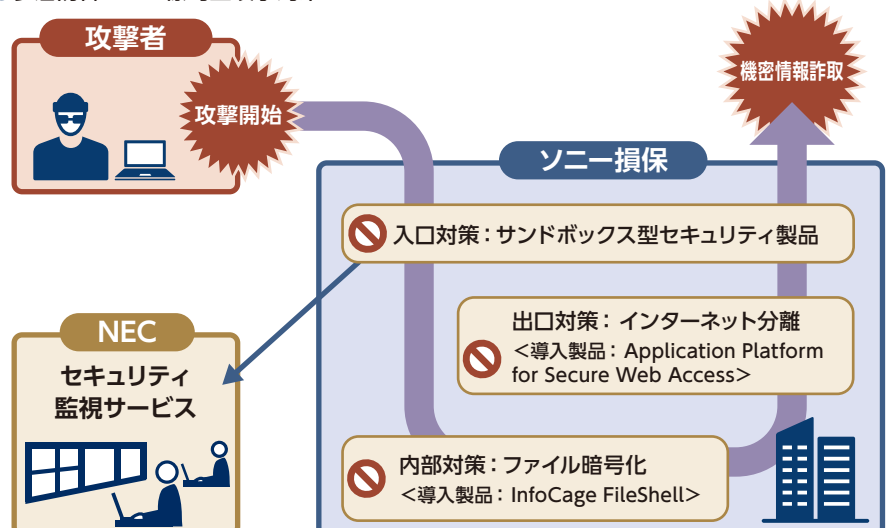 攻撃者
攻撃開始
機密情報詐取
ソニー損保
入口対策：サンドボックス型セキュリティ製品
出口対策：インターネット分離
＜導入製品：Application Platform
for Secure Web Access＞
NEC
セキュリティ
監視サービス
内部対策：ファイル暗号化
＜導入製品：InfoCage FileShell＞